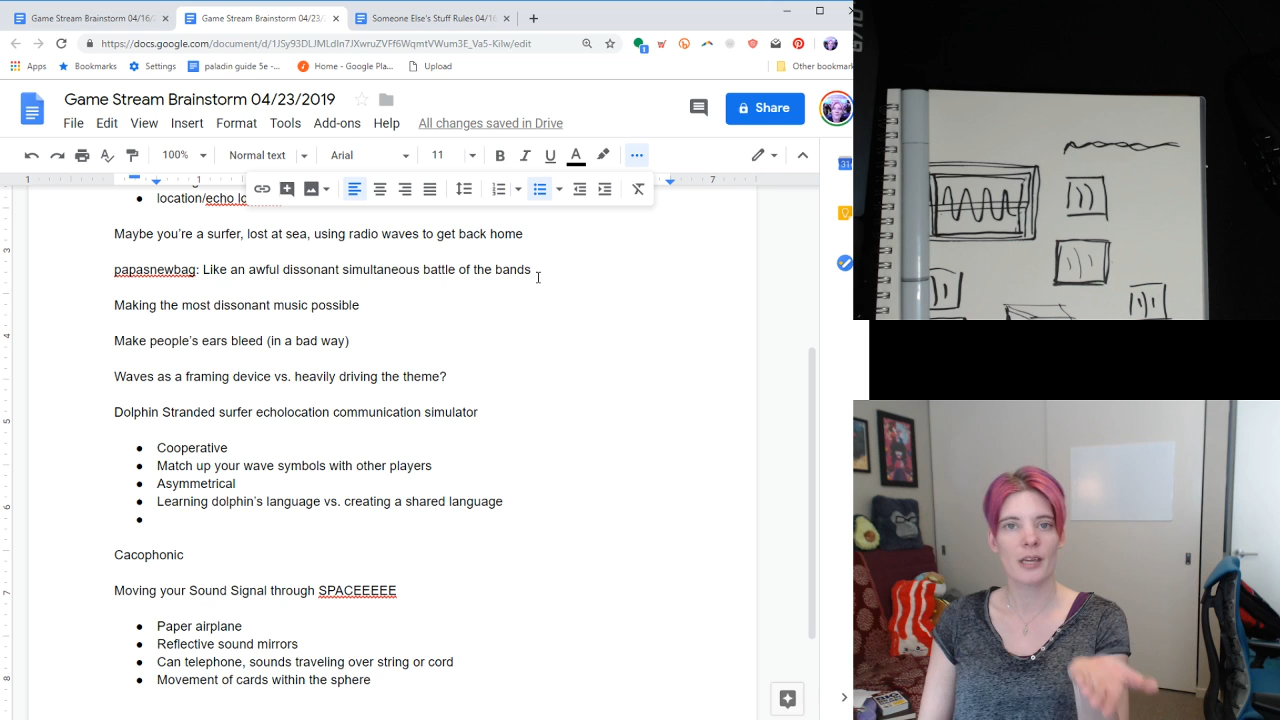 Game Stream Brainstorm 04/16/
Game Stream Brainstorm 04/23/
Someone Else's Stuff Rules 04/16
https://docs.google.com/document/d/1JSy93DLJMLdIn7JXwruZVFf6WqmtVWum3E_Va5-Kilw/edit
Apps
Bookmarks
Settings
paladin guide 5e -...
Home - Google Pla...
Upload
Other bookmark
Game Stream Brainstorm 04/23/2019
File Edit View Insert Format Tools Add-ons Help All changes saved in Drive
Share
100% Normal text Arial 11
location/echo
Maybe you're a surfer, lost at sea, using radio waves to get back home
papasnewbag: Like an awful dissonant simultaneous battle of the bands
Making the most dissonant music possible
Make people's ears bleed (in a bad way)
Waves as a framing device vs. heavily driving the theme?
Dolphin Stranded surfer echolocation communication simulator
● Cooperative
● Match up your wave symbols with other players
● Asymmetrical
● Learning dolphin's language vs. creating a shared language
●
Cacophonic
Moving your Sound Signal through SPACEEEEE
● Paper airplane
● Reflective sound mirrors
● Can telephone, sounds traveling over string or cord
● Movement of cards within the sphere